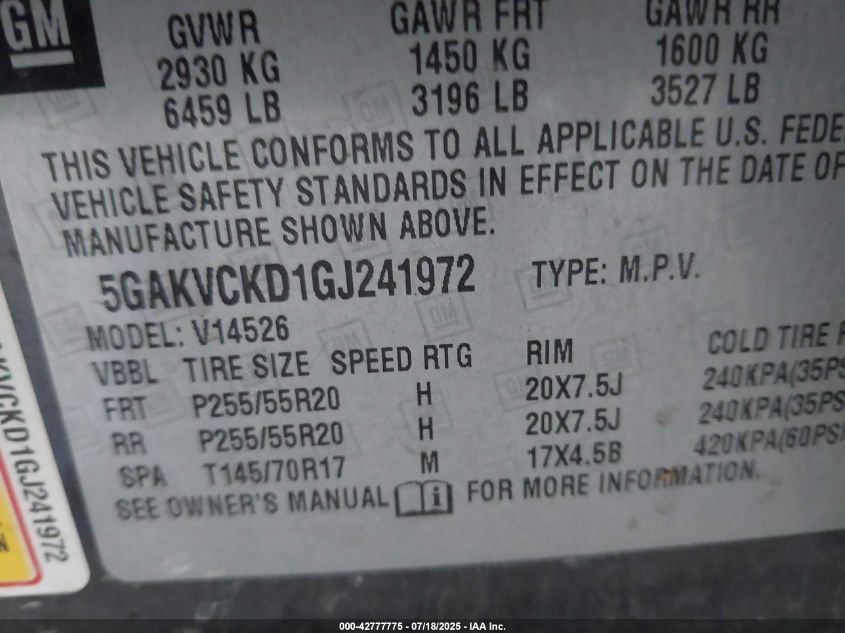 GM
GVWR GAWR FRT GAWR RR
2930 KG 1450 KG 1600 KG
6459 LB 3196 LB 3527 LB
THIS VEHICLE CONFORMS TO ALL APPLICABLE U.S. FEDE
VEHICLE SAFETY STANDARDS IN EFFECT ON THE DATE OF
MANUFACTURE SHOWN ABOVE.
5GAKVCKD1GJ241972 TYPE: M.P.V.
MODEL: V14526
VBBL TIRE SIZE SPEED RTG RIM COLD TIRE
FRT P255/55R20 H 20X7.5J 240KPA(35PS
RR P255/55R20 H 20X7.5J 240KPA(35PS
SPA T145/70R17 M 17X4.5B 420KPA(60PS
SEE OWNER'S MANUAL FOR MORE INFORMATION.
KVCKD1GJ241972
000-42777775 - 07/18/2025 - IAA Inc.